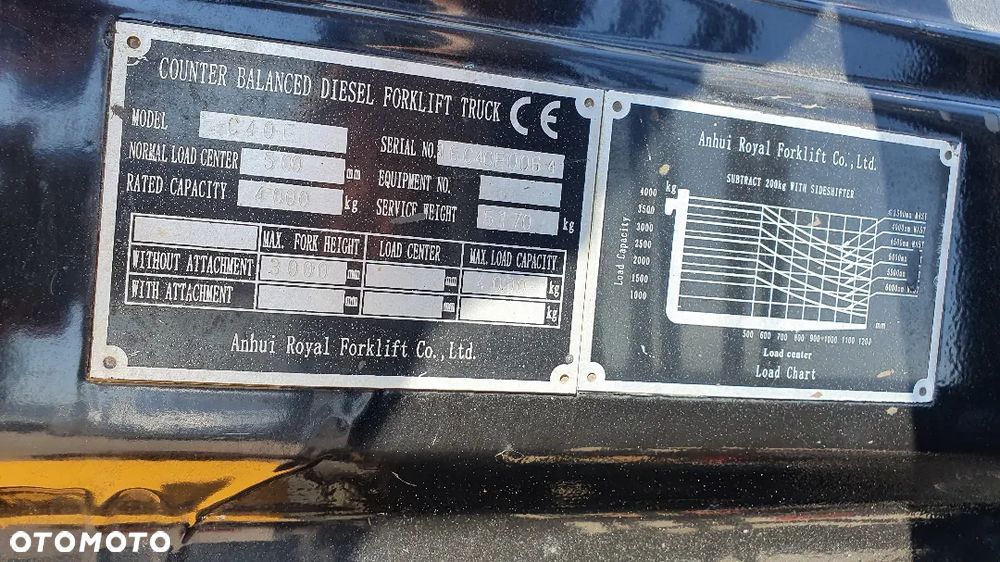 COUNTER BALANCED DIESEL FORKLIFT TRUCK CE
MODEL
SERIAL NO.
NORMAL LOAD CENTER 500 mm
EQUIPMENT NO.
RATED CAPACITY 4000 kg
SERVICE WEIGHT 5170 kg
MAX. FORK HEIGHT LOAD CENTER MAX. LOAD CAPACITY
WITHOUT ATTACHMENT 3000 mm mm kg
WITH ATTACHMENT mm mm kg
Anhui Royal Forklift Co.,Ltd.
Anhui Royal Forklift Co.,Ltd.
SUBTRACT 200kg WITH SIDESHIFTER
kg
4000
3500
3000
2500
2000
1500
1000
Load Capacity
500 600 700 800 900 1000 1100 1200
mm
Load center
Load Chart
OTOMOTO